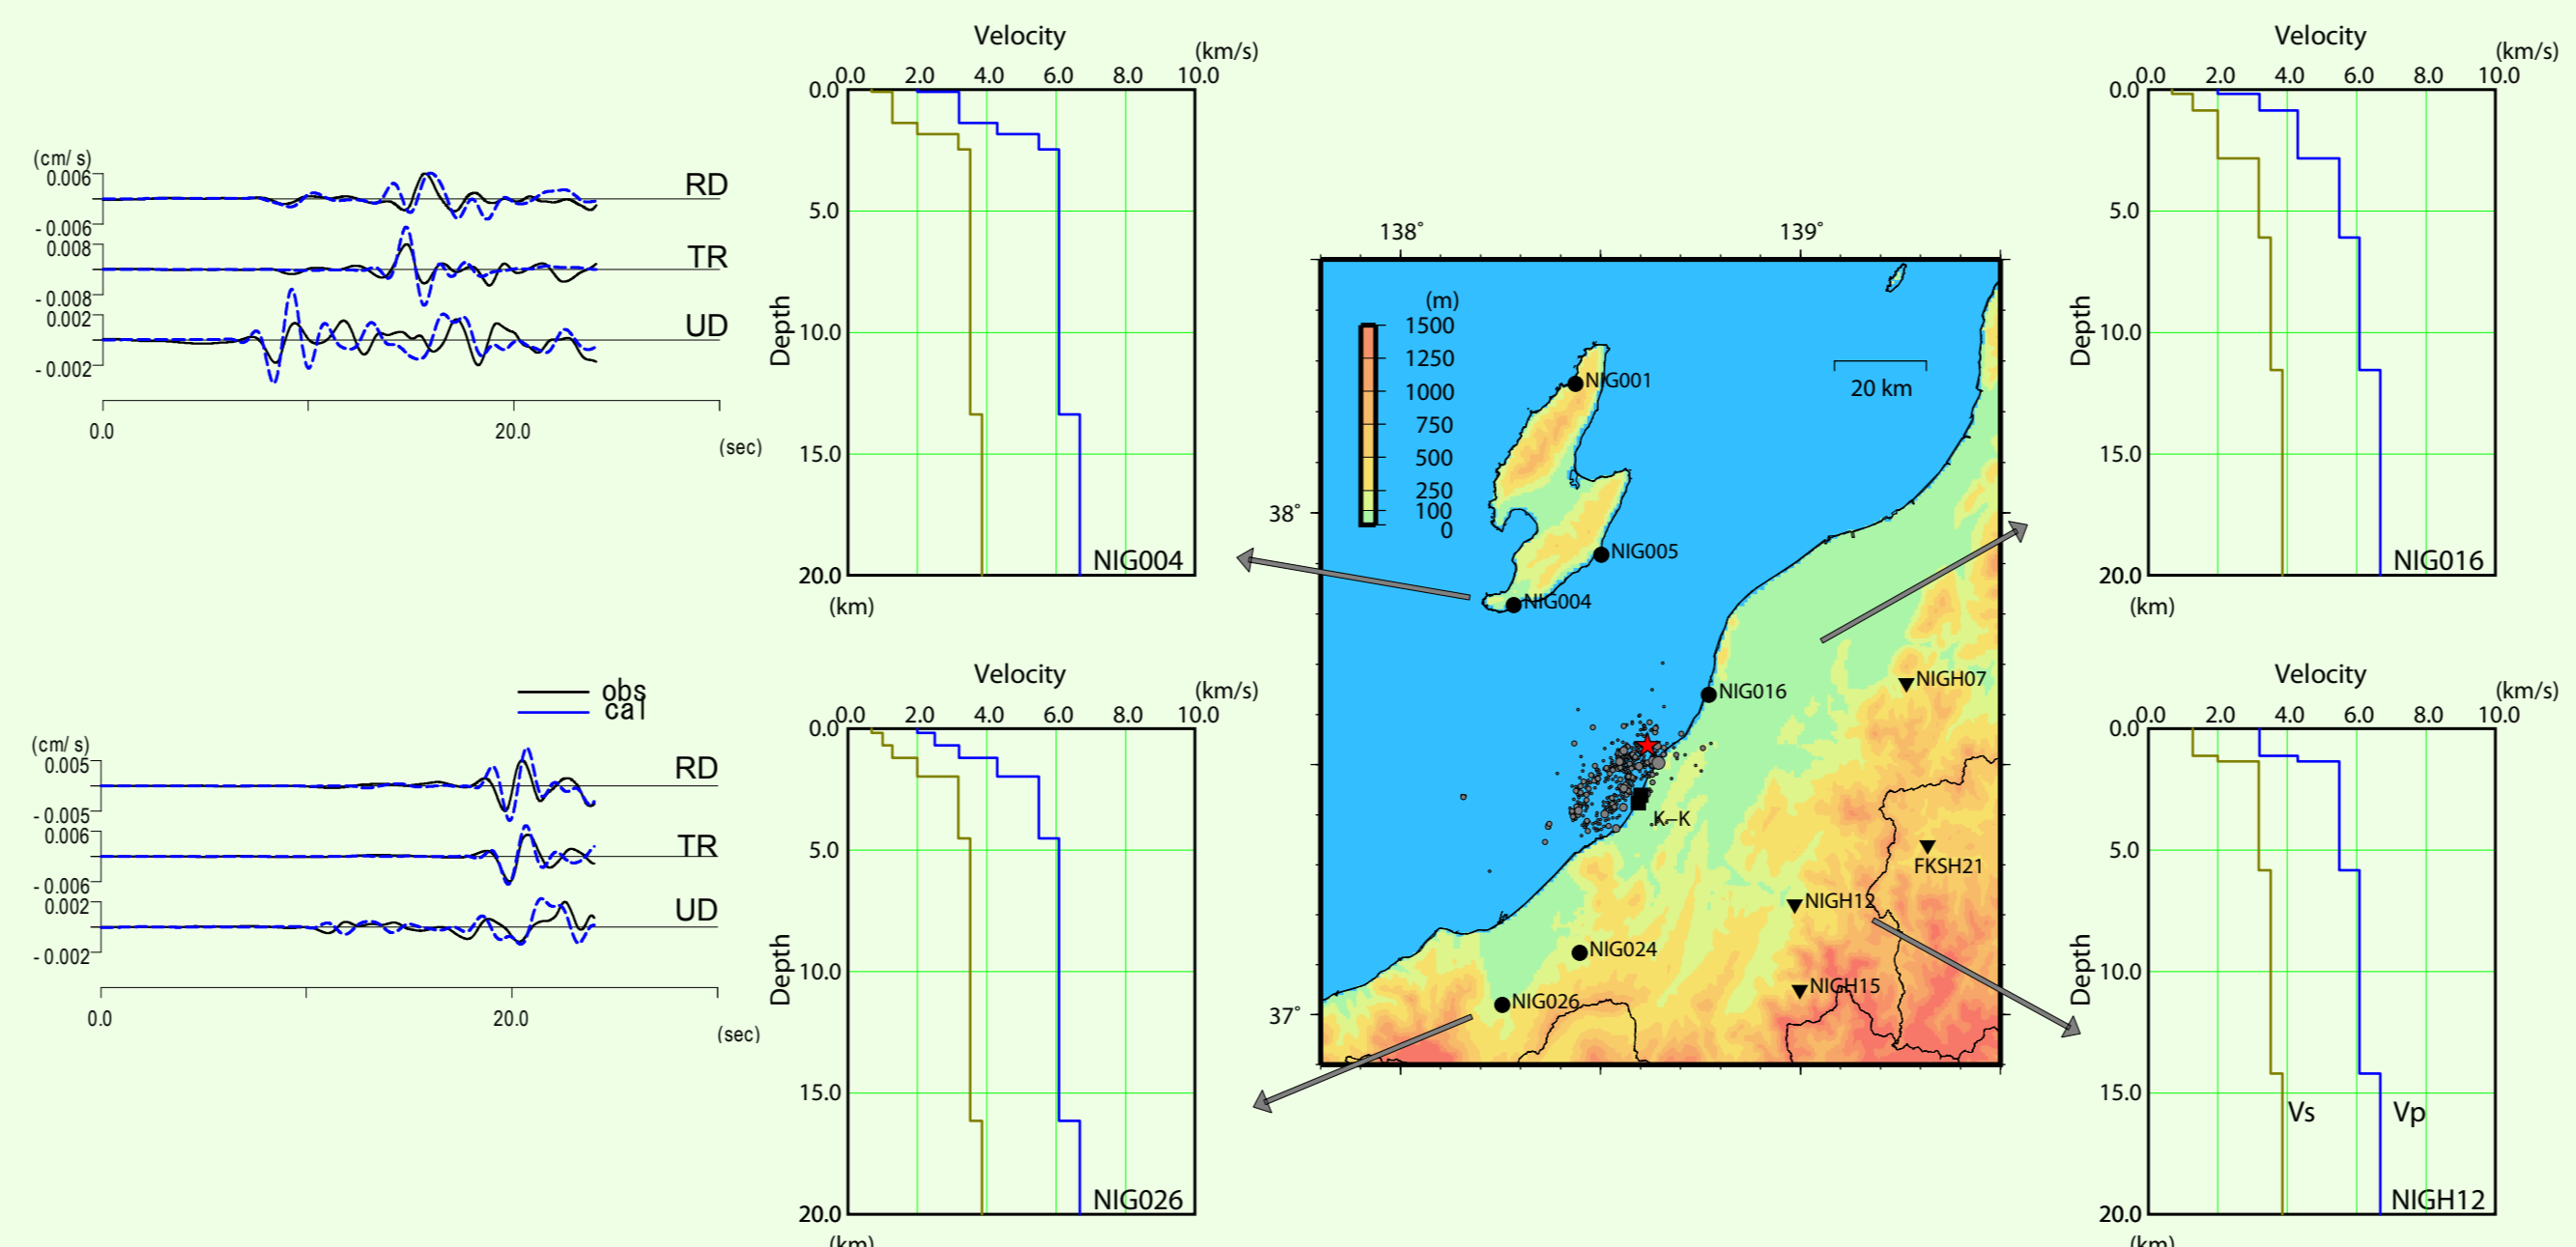 (cm/s)
0.006
-0.006
RD
0.008
-0.008
TR
0.002
-0.002
UD
0.0
20.0
(sec)
Velocity
(km/s)
0.0 2.0 4.0 6.0 8.0 10.0
0.0
5.0
10.0
15.0
20.0
Depth
(km)
NIG004
obs
cal
(cm/s)
0.005
-0.005
RD
0.006
-0.006
TR
0.002
-0.002
UD
0.0
20.0
(sec)
Velocity
(km/s)
0.0 2.0 4.0 6.0 8.0 10.0
0.0
5.0
10.0
15.0
20.0
Depth
(km)
NIG026
138°
139°
38°
37°
(m)
1500
1250
1000
750
500
250
100
0
20 km
NIG001
NIG005
NIG004
NIG016
NIGH07
K–K
FKSH21
NIGH12
NIG024
NIGH15
NIG026
Velocity
(km/s)
0.0 2.0 4.0 6.0 8.0 10.0
0.0
5.0
10.0
15.0
20.0
Depth
(km)
NIG016
Velocity
(km/s)
0.0 2.0 4.0 6.0 8.0 10.0
0.0
5.0
10.0
15.0
20.0
Depth
(km)
Vs
Vp
NIGH12